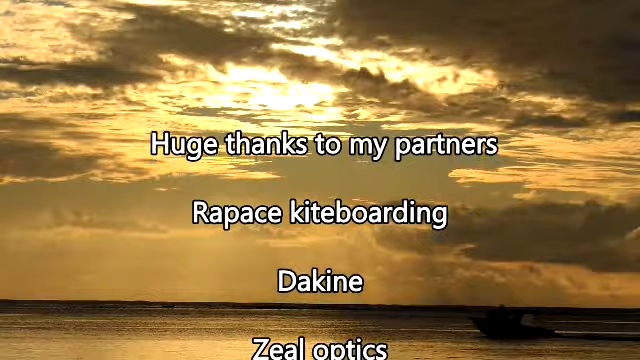 Huge thanks to my partners
Rapace kiteboarding
Dakine
Zeal optics